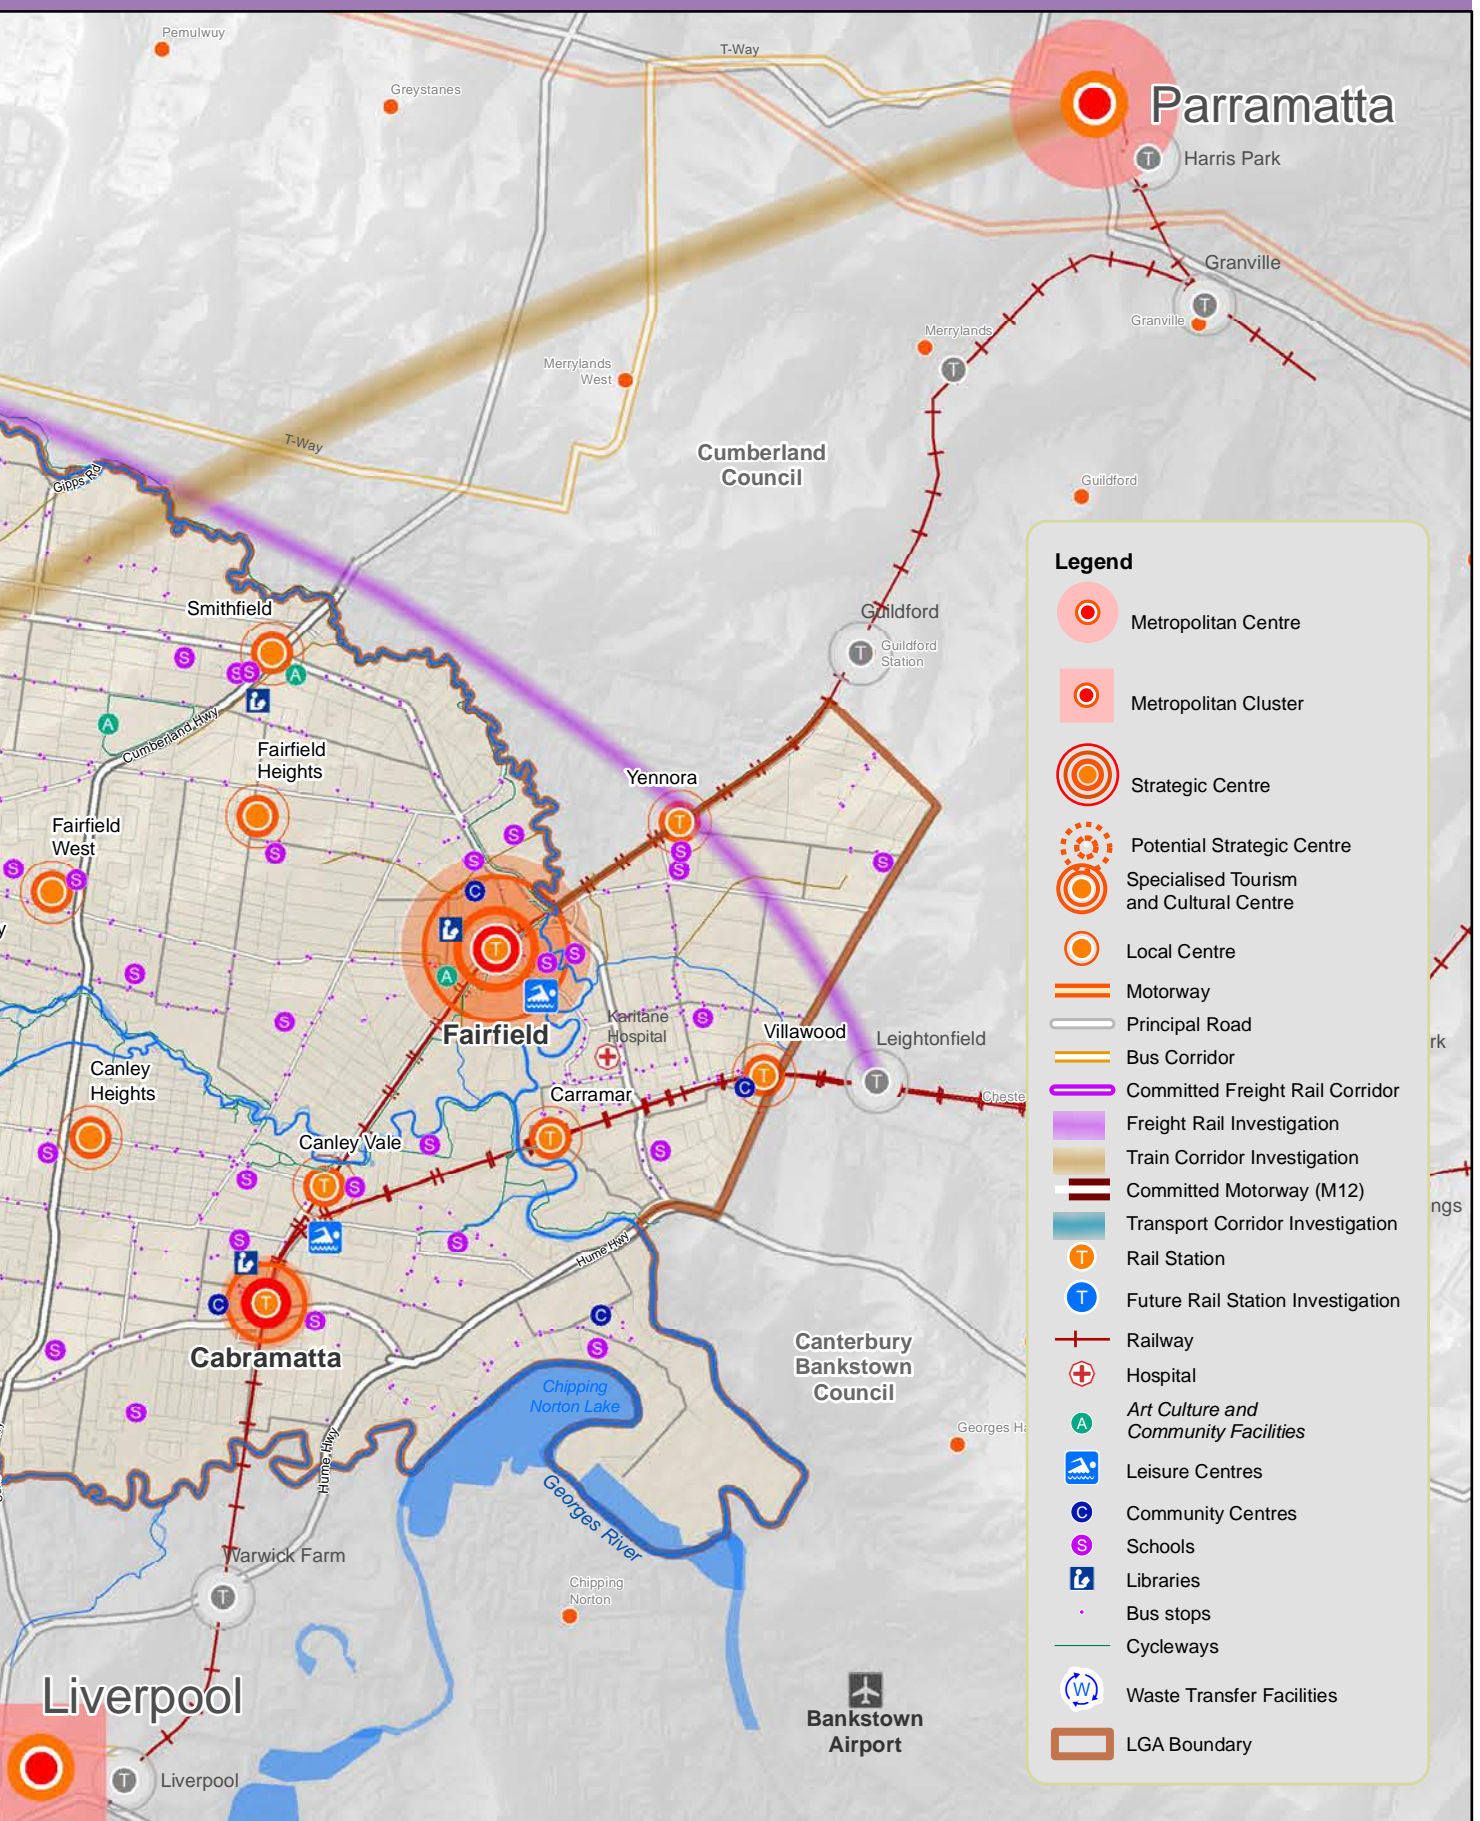 Pemulwuy
T-Way
Greystanes
Parramatta
Harris Park
Granville
Granville
Merrylands
Merrylands
West
T-Way
Cumberland
Council
Gipps Rd
Guildford
Smithfield
Guildford
Guildford
Station
Cumberland Hwy
Fairfield
Heights
Yennora
Fairfield
West
Fairfield
Karitane
Hospital
Villawood
Leightonfield
Canley
Heights
Carramar
Cheste
Canley Vale
Hume Hwy
Cabramatta
Canterbury
Bankstown
Council
Chipping
Norton Lake
Georges Ha
Hume Hwy
Georges River
Warwick Farm
Chipping
Norton
Liverpool
Bankstown
Airport
Liverpool
rk
ngs
y
Legend
Metropolitan Centre
Metropolitan Cluster
Strategic Centre
Potential Strategic Centre
Specialised Tourism
and Cultural Centre
Local Centre
Motorway
Principal Road
Bus Corridor
Committed Freight Rail Corridor
Freight Rail Investigation
Train Corridor Investigation
Committed Motorway (M12)
Transport Corridor Investigation
T Rail Station
T Future Rail Station Investigation
Railway
Hospital
A Art Culture and
Community Facilities
Leisure Centres
C Community Centres
S Schools
Libraries
Bus stops
Cycleways
W Waste Transfer Facilities
LGA Boundary